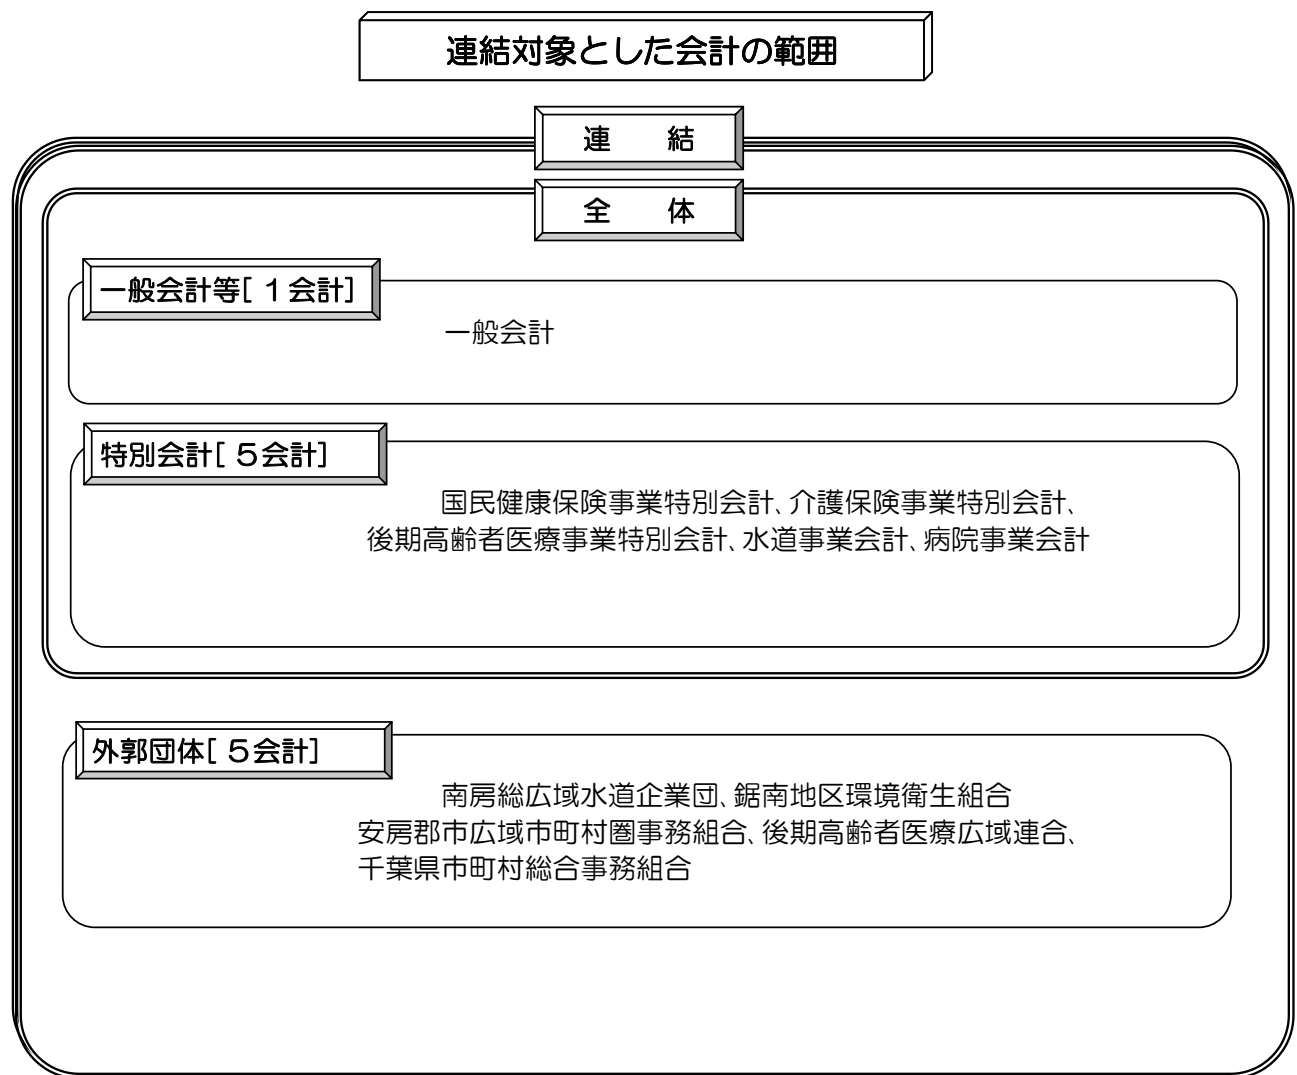 連結対象とした会計の範囲
連　　結
全　　体
一般会計等[ 1会計]
一般会計
特別会計[ 5会計]
国民健康保険事業特別会計、介護保険事業特別会計、
後期高齢者医療事業特別会計、水道事業会計、病院事業会計
外郭団体[ 5会計]
南房総広域水道企業団、鋸南地区環境衛生組合
安房郡市広域市町村圏事務組合、後期高齢者医療広域連合、
千葉県市町村総合事務組合